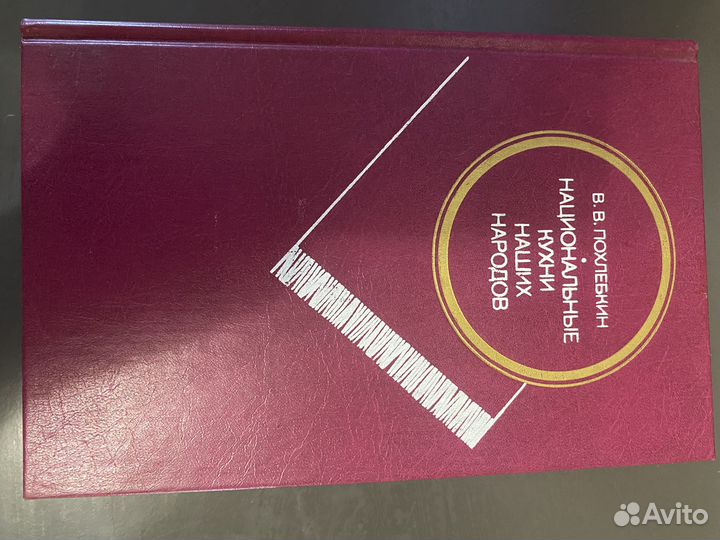 В. В. ПОХЛЕБКИН
НАЦИОНАЛЬНЫЕ
КУХНИ
НАШИХ
НАРОДОВ
Avito